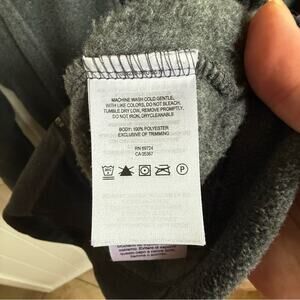 MACHINE WASH COLD GENTLE,
WITH LIKE COLORS, DO NOT BLEACH,
TUMBLE DRY LOW, REMOVE PROMPTLY,
DO NOT IRON, DRYCLEANABLE
BODY: 100% POLYESTER
EXCLUSIVE OF TRIMMING
RN 69724
CA 05367
P